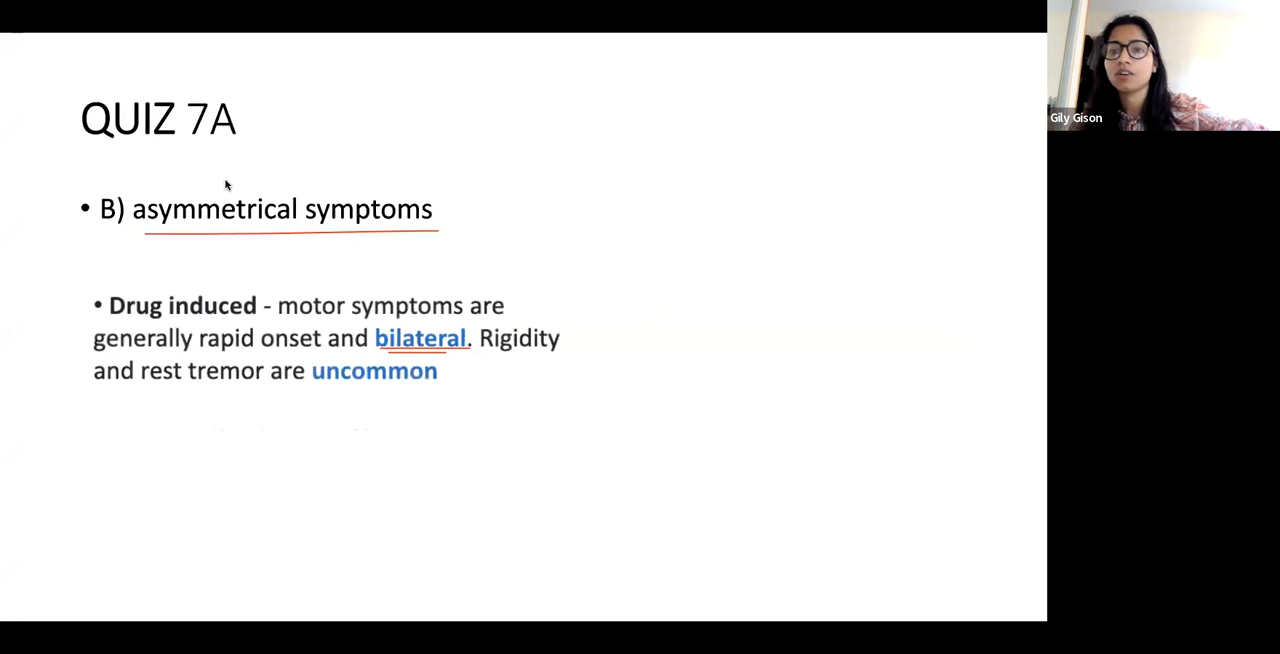 QUIZ 7A
• B) asymmetrical symptoms
• Drug induced - motor symptoms are
generally rapid onset and bilateral. Rigidity
and rest tremor are uncommon
Gily Gison